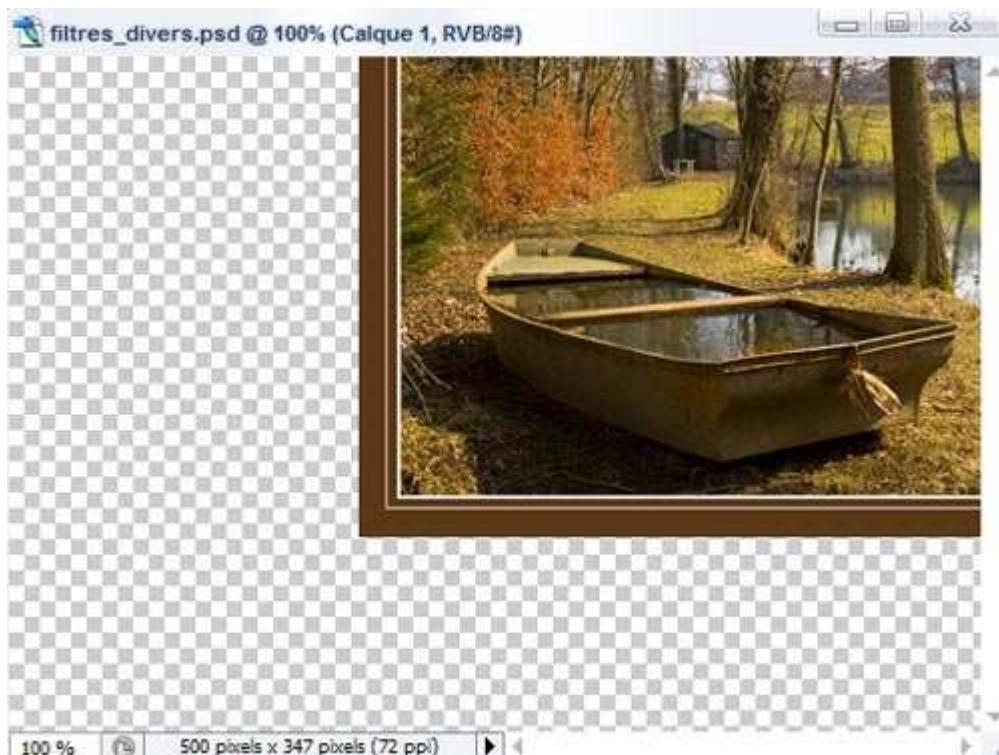 filtres_divers.psd @ 100% (Calque 1, RVB/8#)
100 % 500 pixels x 347 pixels (72 ppi)